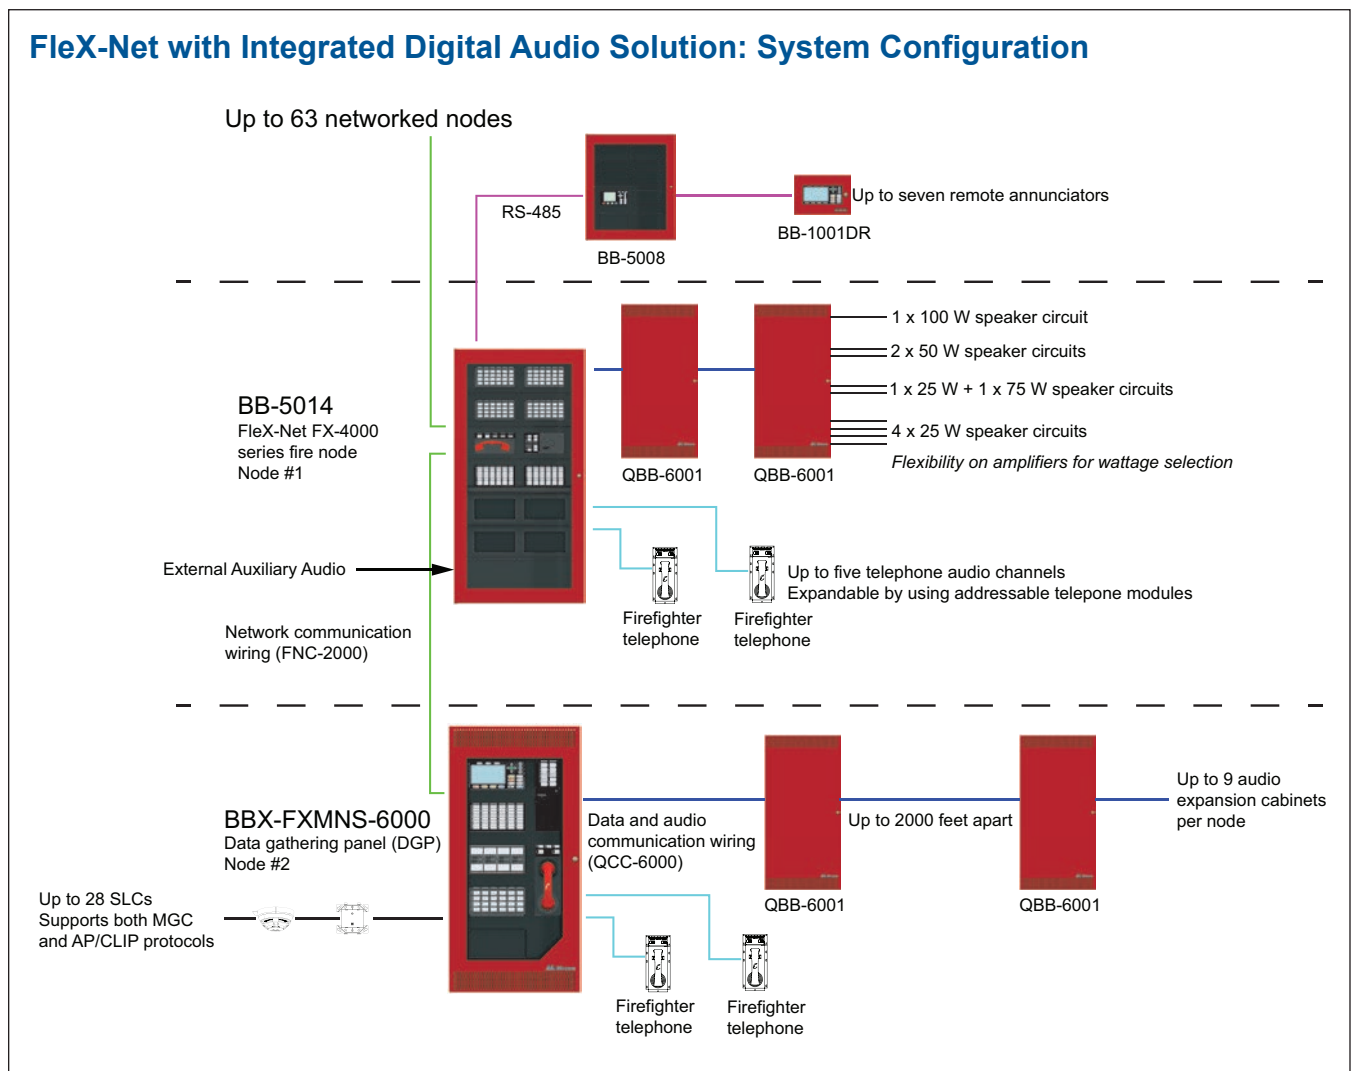 FleX-Net with Integrated Digital Audio Solution: System Configuration
Up to 63 networked nodes
RS-485
BB-5008
Up to seven remote annunciators
BB-1001DR
1 x 100 W speaker circuit
2 x 50 W speaker circuits
1 x 25 W + 1 x 75 W speaker circuits
4 x 25 W speaker circuits
Flexibility on amplifiers for wattage selection
QBB-6001
QBB-6001
BB-5014
FleX-Net FX-4000
series fire node
Node #1
External Auxiliary Audio
Up to five telephone audio channels
Expandable by using addressable telepone modules
Firefighter
telephone
Firefighter
telephone
Network communication
wiring (FNC-2000)
BBX-FXMNS-6000
Data gathering panel (DGP)
Node #2
Data and audio
communication wiring
(QCC-6000)
Up to 2000 feet apart
Up to 9 audio
expansion cabinets
per node
QBB-6001
QBB-6001
Up to 28 SLCs
Supports both MGC
and AP/CLIP protocols
Firefighter
telephone
Firefighter
telephone